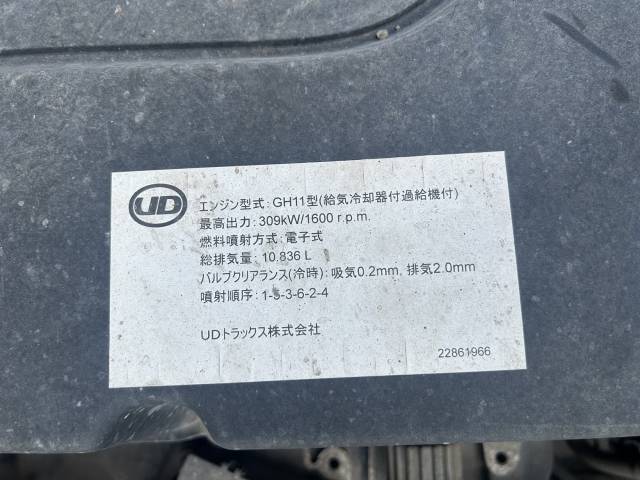 UD
エンジン型式：GH11型(給気冷却器付過給機付)
最高出力：309kW/1600 r.p.m.
燃料噴射方式：電子式
総排気量：10.836 L
バルブクリアランス(冷時)：吸気0.2mm, 排気2.0mm
噴射順序：1-5-3-6-2-4
UDトラックス株式会社
22861966